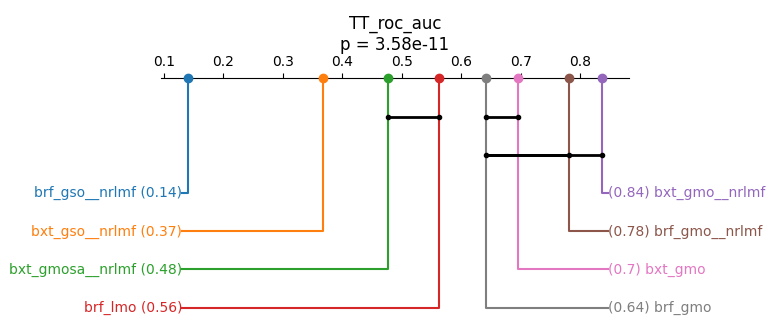 TT_roc_auc
p = 3.58e-11
0.1 0.2 0.3 0.4 0.5 0.6 0.7 0.8
brf_gso__nrlmf (0.14)
(0.84) bxt_gmo__nrlmf
bxt_gso__nrlmf (0.37)
(0.78) brf_gmo__nrlmf
bxt_gmosa__nrlmf (0.48)
(0.7) bxt_gmo
brf_lmo (0.56)
(0.64) brf_gmo